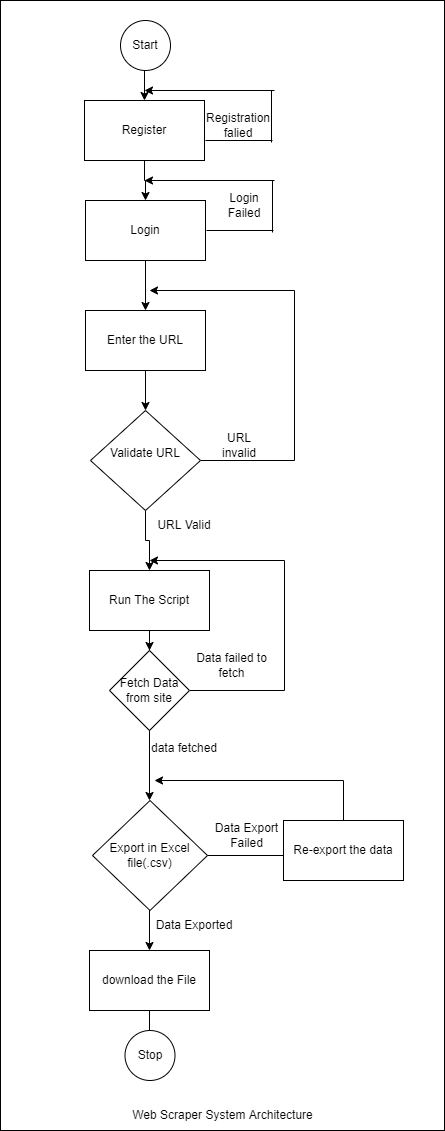 Start
Register
Registration
falied
Login
Failed
Login
Enter the URL
Validate URL
URL
invalid
URL Valid
Run The Script
Data failed to
fetch
Fetch Data
from site
data fetched
Data Export
Failed
Export in Excel
file(.csv)
Re-export the data
Data Exported
download the File
Stop
Web Scraper System Architecture